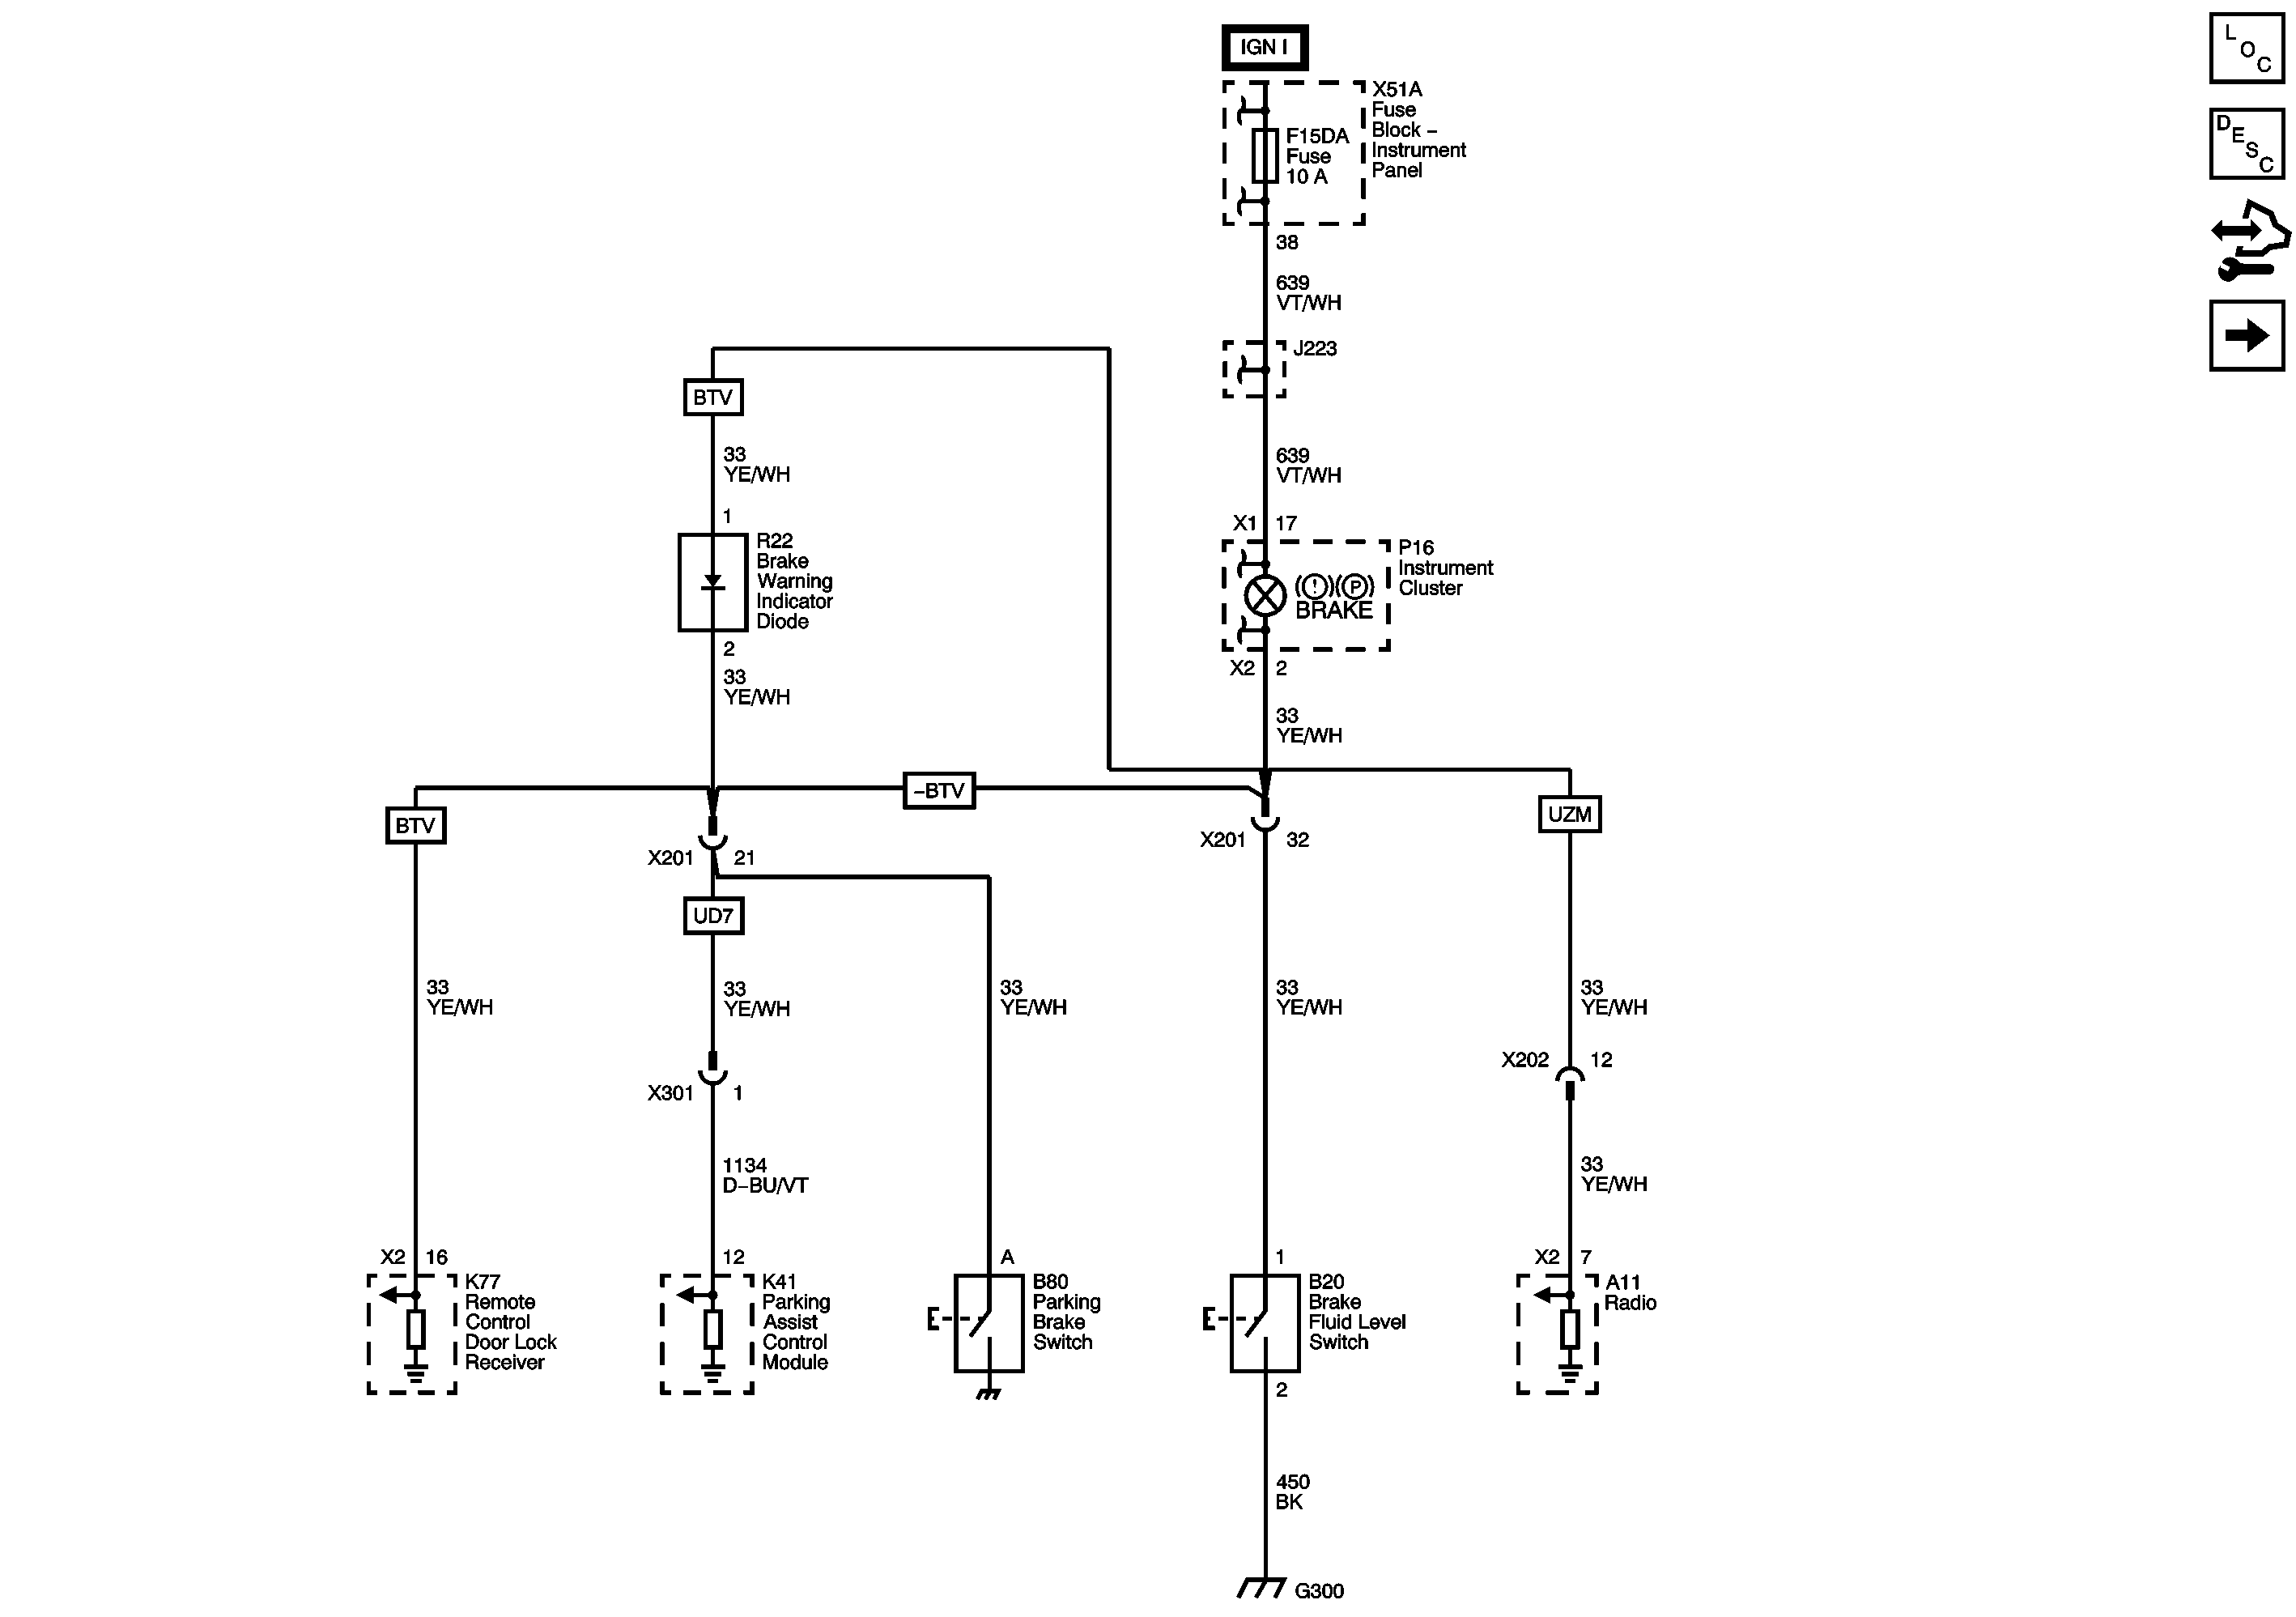 IGN I
L
O
C
X51A
Fuse
Block –
Instrument
Panel
F15DA
Fuse
10 A
D
E
S
C
38
639
VT/WH
J223
BTV
33
YE/WH
639
VT/WH
1
X1 17
R22
Brake
Warning
Indicator
Diode
P16
Instrument
Cluster
(!)(P)
BRAKE
2
X2 2
33
YE/WH
33
YE/WH
–BTV
BTV
UZM
X201 21
X201 32
UD7
33
YE/WH
33
YE/WH
33
YE/WH
33
YE/WH
33
YE/WH
X202 12
X301 1
1134
D–BU/VT
33
YE/WH
X2 16
12
A
1
X2 7
K77
Remote
Control
Door Lock
Receiver
K41
Parking
Assist
Control
Module
B80
Parking
Brake
Switch
B20
Brake
Fluid Level
Switch
A11
Radio
2
450
BK
G300